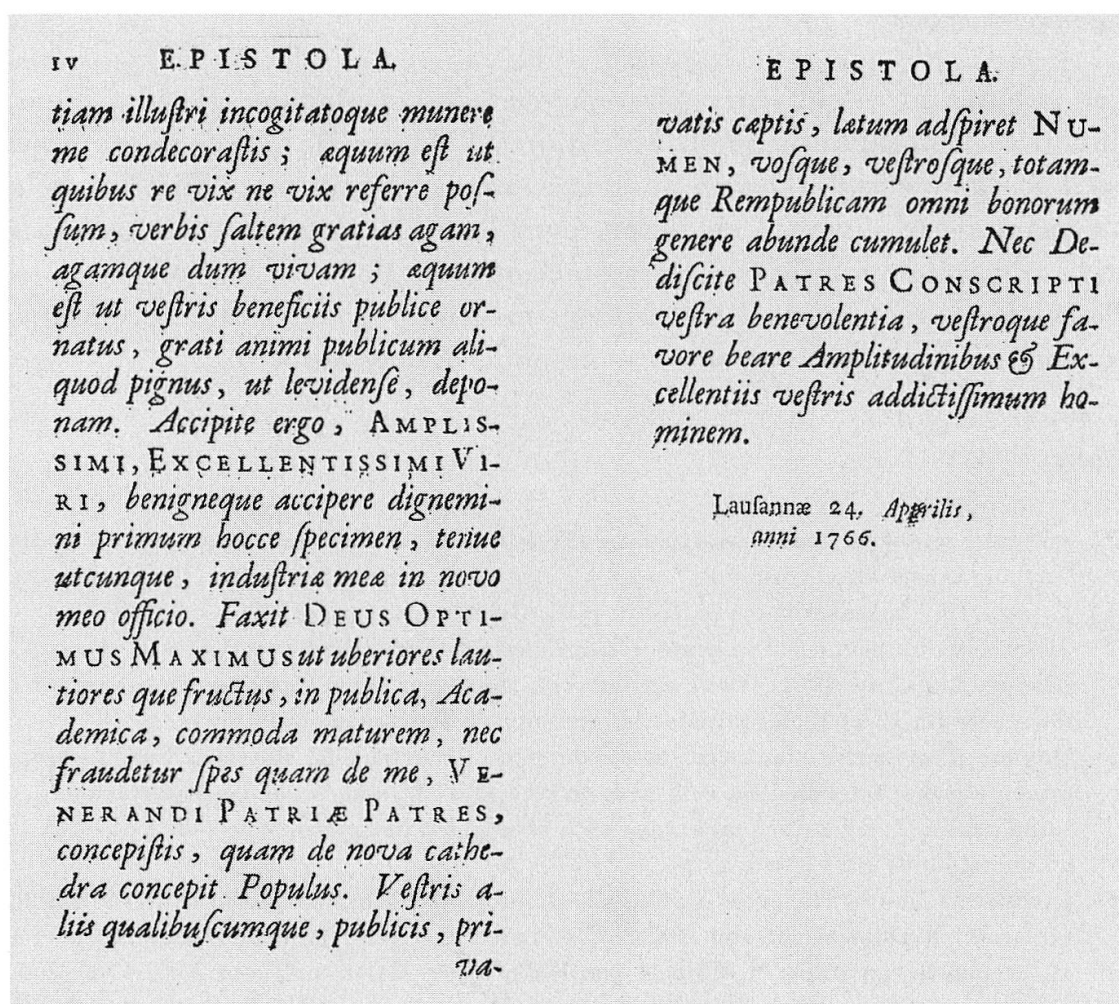 IV EPISTOLA.
tiam illuſtri incogitatoque munere
me condecoraſtis ; æquum eſt ut
quibus re vix ne vix referre poſ-
ſum, verbis ſaltem gratias agam,
agamque dum vivam ; æquum
eſt ut veſtris beneficiis publice or-
natus, grati animi publicum ali-
quod pignus, ut levidenſe, depo-
nam. Accipite ergo, AMPLIS-
SIMI, EXCELLENTISSIMI VI-
RI, benigneque accipere dignemi-
ni primum hocce ſpecimen, tenue
utcunque, induſtriæ meæ in novo
meo officio. Faxit DEUS OPTI-
MUS MAXIMUS ut uberiores lau-
tiores que fructus, in publica, Aca-
demica, commoda maturem, nec
fraudetur ſpes quam de me, VE-
NERANDI PATRIÆ PATRES,
concepiſtis, quam de nova cathe-
dra concepit Populus. Veſtris a-
liis qualibuſcumque, publicis, pri-
va-
EPISTOLA.
vatis cæptis, lætum adſpiret NU-
MEN, voſque, veſtroſque, totam-
que Rempublicam omni bonorum
genere abunde cumulet. Nec De-
diſcite PATRES CONSCRIPTI
veſtra benevolentia, veſtroque fa-
vore beare Amplitudinibus & Ex-
cellentiis veſtris addictiſſimum ho-
minem.
Lauſannæ 24. Apprilis,
anni 1766.